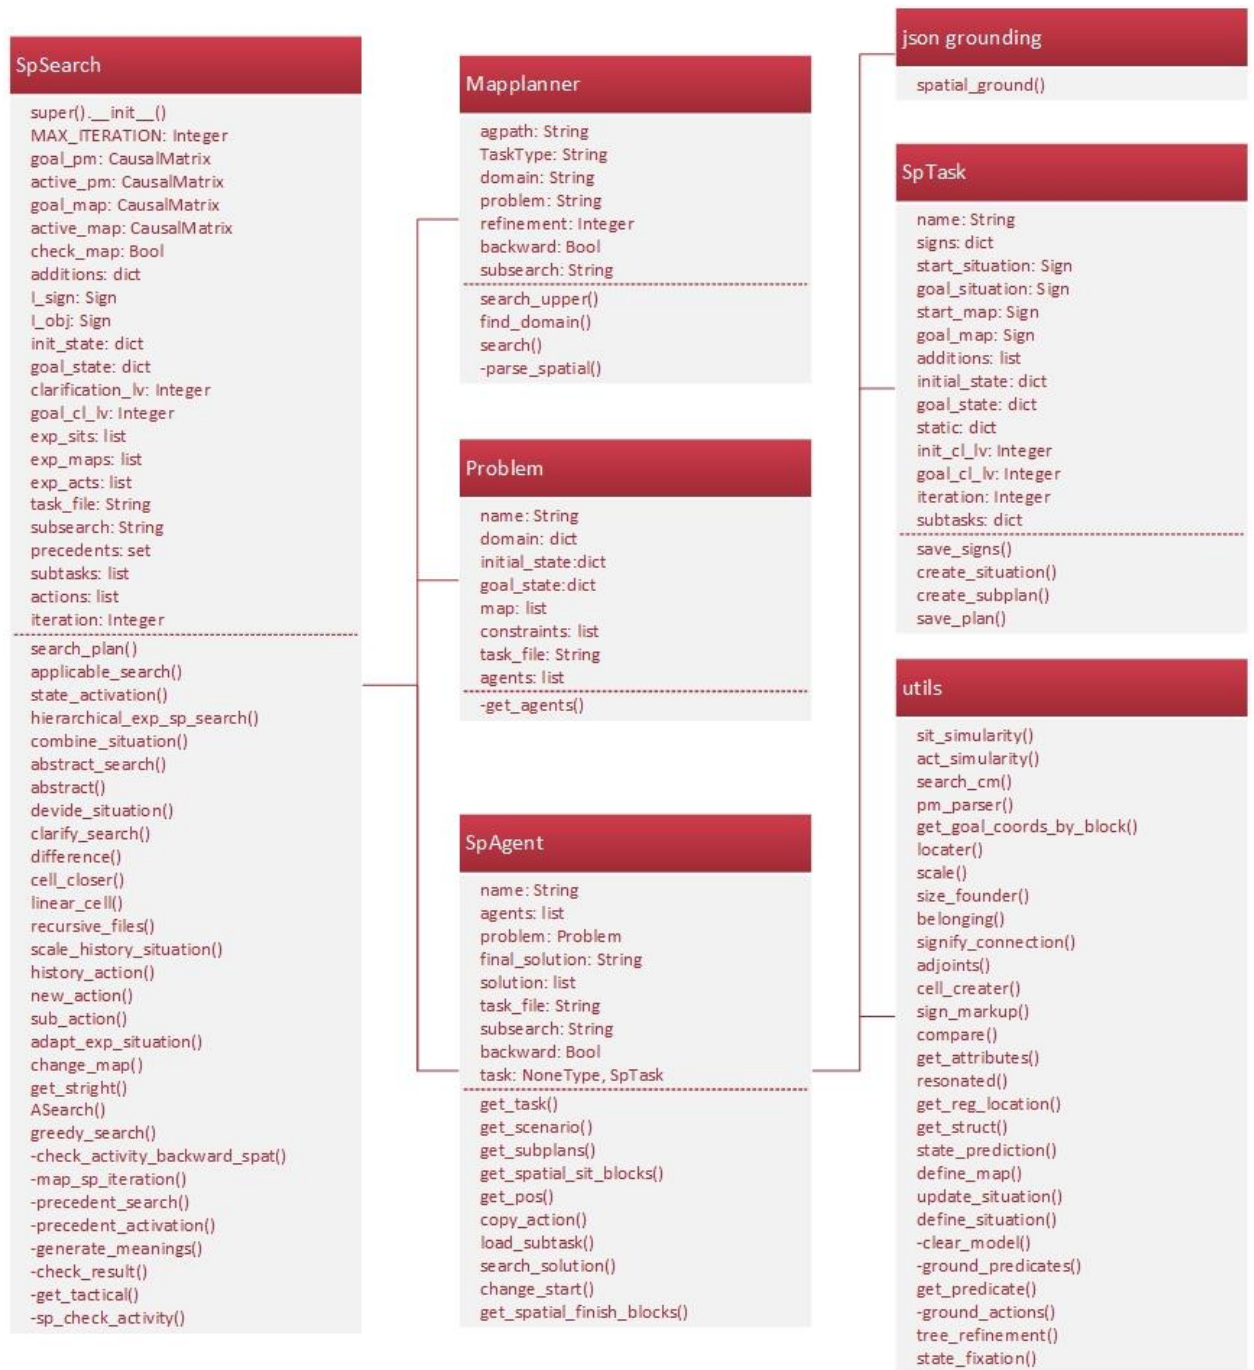 SpSearch
super().__init__()
MAX_ITERATION: Integer
goal_pm: CausalMatrix
active_pm: CausalMatrix
goal_map: CausalMatrix
active_map: CausalMatrix
check_map: Bool
additions: dict
I_sign: Sign
I_obj: Sign
init_state: dict
goal_state: dict
clarification_lv: Integer
goal_cl_lv: Integer
exp_sits: list
exp_maps: list
exp_acts: list
task_file: String
subsearch: String
precedents: set
subtasks: list
actions: list
iteration: Integer
search_plan()
applicable_search()
state_activation()
hierarchical_exp_sp_search()
combine_situation()
abstract_search()
abstract()
devide_situation()
clarify_search()
difference()
cell_closer()
linear_cell()
recursive_files()
scale_history_situation()
history_action()
new_action()
sub_action()
adapt_exp_situation()
change_map()
get_stright()
ASearch()
greedy_search()
-check_activity_backward_spat()
-map_sp_iteration()
-precedent_search()
-precedent_activation()
-generate_meanings()
-check_result()
-get_tactical()
-sp_check_activity()
Mapplanner
agpath: String
TaskType: String
domain: String
problem: String
refinement: Integer
backward: Bool
subsearch: String
search_upper()
find_domain()
search()
-parse_spatial()
Problem
name: String
domain: dict
initial_state:dict
goal_state:dict
map: list
constraints: list
task_file: String
agents: list
-get_agents()
SpAgent
name: String
agents: list
problem: Problem
final_solution: String
solution: list
task_file: String
subsearch: String
backward: Bool
task: NoneType, SpTask
get_task()
get_scenario()
get_subplans()
get_spatial_sit_blocks()
get_pos()
copy_action()
load_subtask()
search_solution()
change_start()
get_spatial_finish_blocks()
json grounding
spatial_ground()
SpTask
name: String
signs: dict
start_situation: Sign
goal_situation: Sign
start_map: Sign
goal_map: Sign
additions: list
initial_state: dict
goal_state: dict
static: dict
init_cl_lv: Integer
goal_cl_lv: Integer
iteration: Integer
subtasks: dict
save_signs()
create_situation()
create_subplan()
save_plan()
utils
sit_simularity()
act_simularity()
search_cm()
pm_parser()
get_goal_coords_by_block()
locater()
scale()
size_founder()
belonging()
signify_connection()
adjoints()
cell_creater()
sign_markup()
compare()
get_attributes()
resonated()
get_reg_location()
get_struct()
state_prediction()
define_map()
update_situation()
define_situation()
-clear_model()
-ground_predicates()
get_predicate()
-ground_actions()
tree_refinement()
state_fixation()